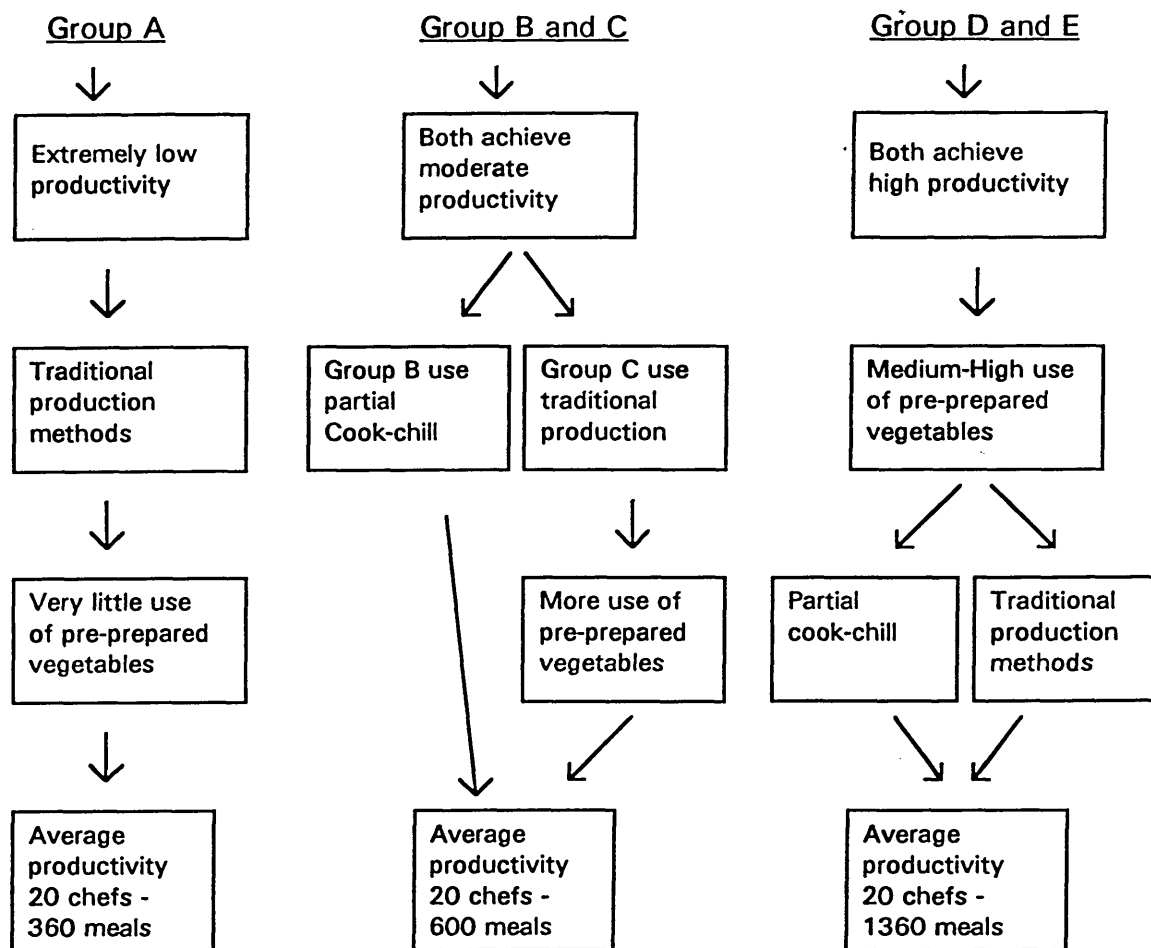 Group A
Extremely low
productivity
Traditional
production
methods
Very little use
of pre-prepared
vegetables
Average
productivity
20 chefs -
360 meals
Group B and C
Both achieve
moderate
productivity
Group B use
partial
Cook-chill
Group C use
traditional
production
More use of
pre-prepared
vegetables
Average
productivity
20 chefs -
600 meals
Group D and E
Both achieve
high productivity
Medium-High use
of pre-prepared
vegetables
Partial
cook-chill
Traditional
production
methods
Average
productivity
20 chefs -
1360 meals